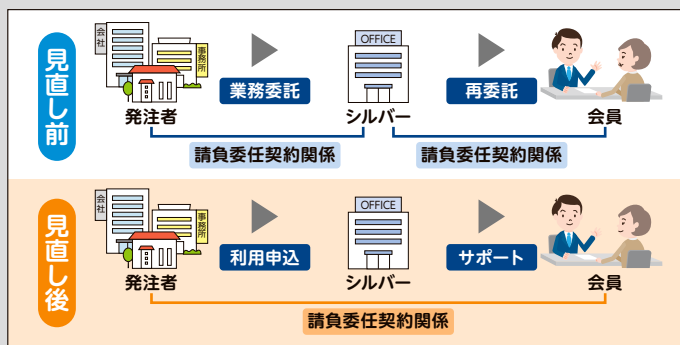 見直し前
会社
事務所
OFFICE
業務委託
再委託
発注者
シルバー
会員
請負委任契約関係
請負委任契約関係
見直し後
会社
事務所
OFFICE
利用申込
サポート
発注者
シルバー
会員
請負委任契約関係